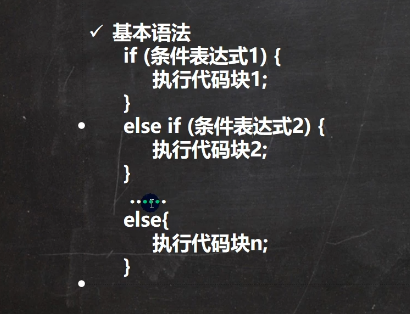 ✓ 基本语法
if (条件表达式1) {
执行代码块1;
}
• else if (条件表达式2) {
执行代码块2;
}
……
else{
执行代码块n;
}
•